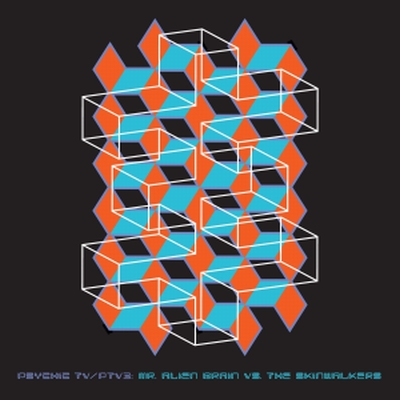 PSYCHIC TV/PTV3: MR. ALIEN BRAIN VS. THE SKINWALKERS